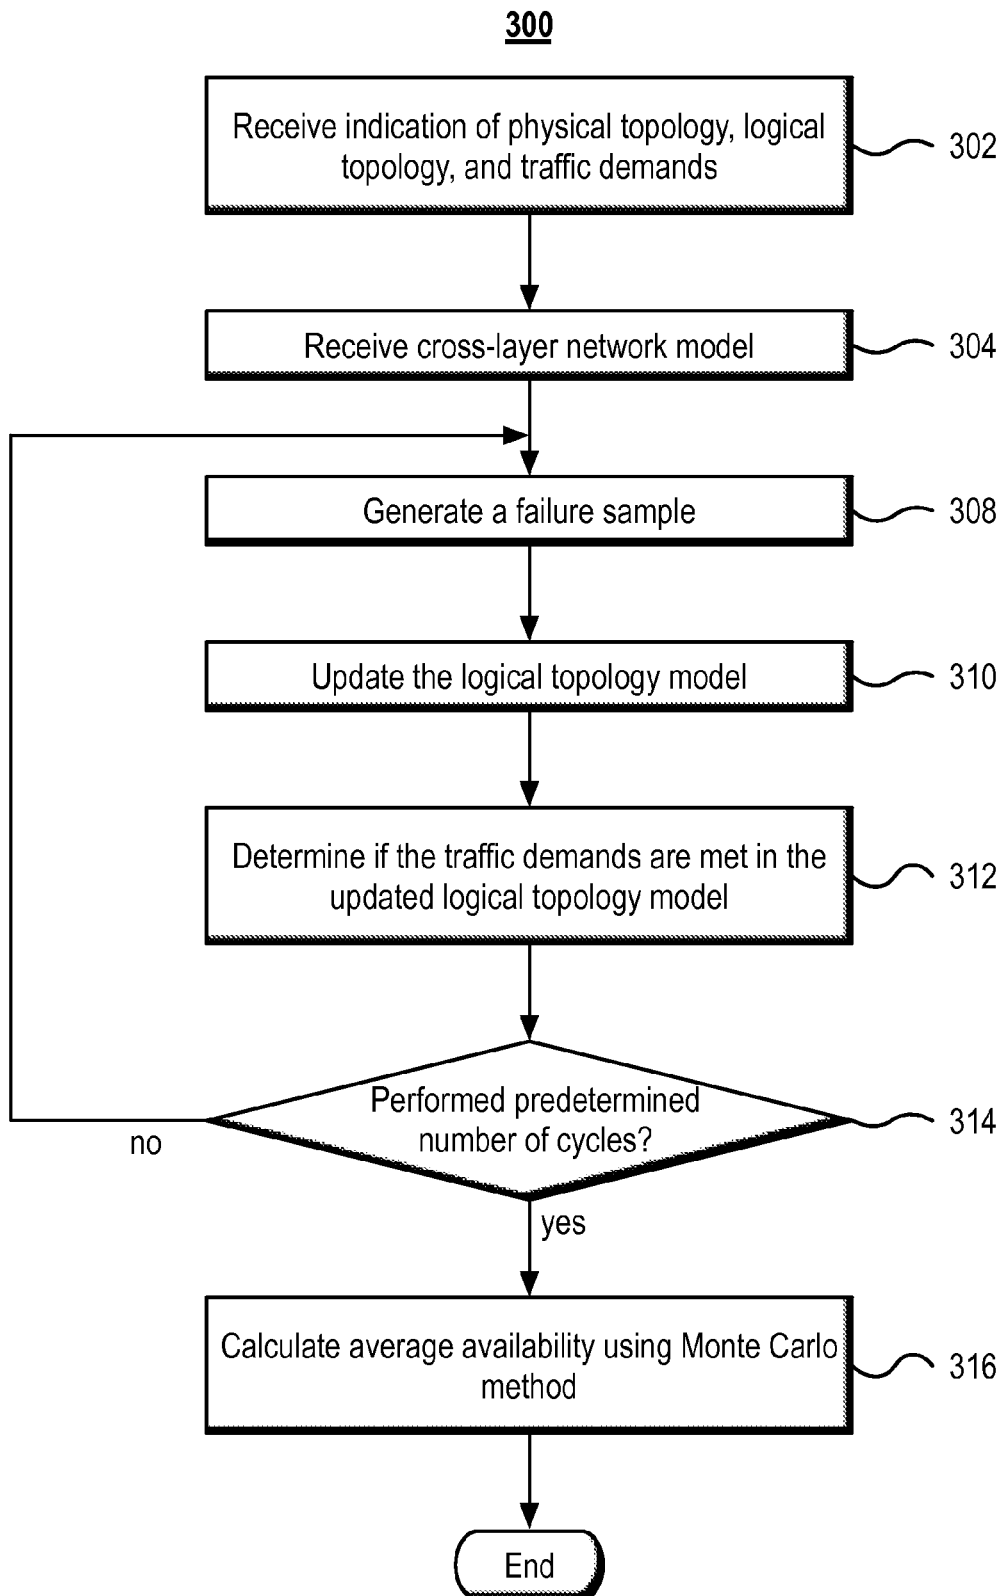 300
Receive indication of physical topology, logical
topology, and traffic demands
302
Receive cross-layer network model
304
Generate a failure sample
308
Update the logical topology model
310
Determine if the traffic demands are met in the
updated logical topology model
312
Performed predetermined
number of cycles?
314
no
yes
Calculate average availability using Monte Carlo
method
316
End